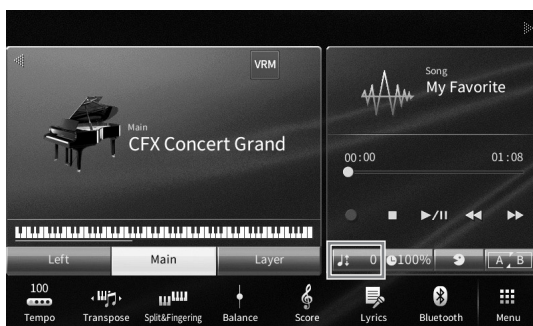 VRM
Main
CFX Concert Grand
Left
Main
Layer
Song
My Favorite
00:00
01:08
0
100%
A B
100
Tempo
Transpose
Split&Fingering
Balance
Score
Lyrics
Bluetooth
Menu